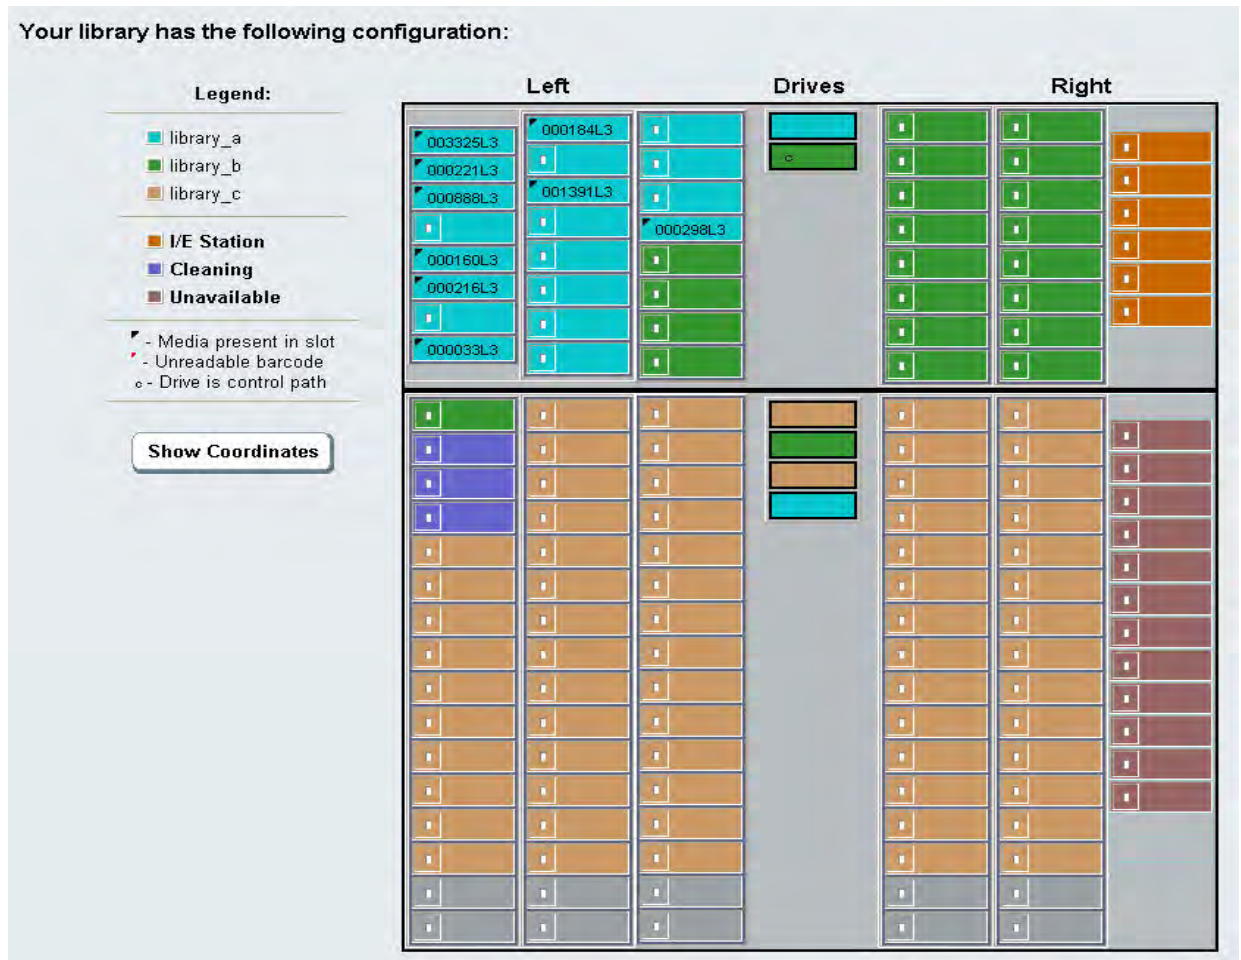 Your library has the following configuration:
Legend:
library_a
library_b
library_c
I/E Station
Cleaning
Unavailable
- Media present in slot
- Unreadable barcode
c - Drive is control path
Show Coordinates
Left Drives Right
003325L3
000221L3
000888L3
000160L3
000216L3
000033L3
000184L3
001391L3
000298L3
c